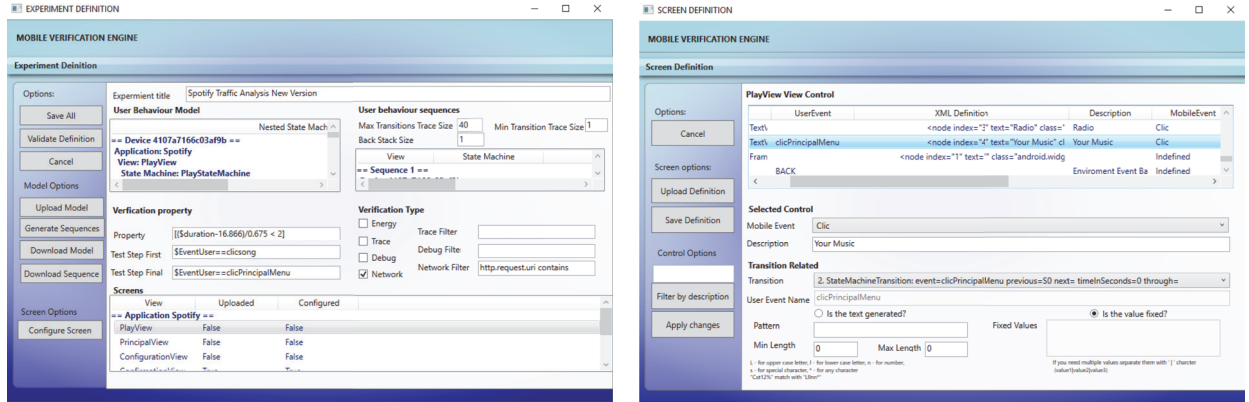 EXPERIMENT DEFINITION
MOBILE VERIFICATION ENGINE
Experiment Deinition
Options:
Save All
Validate Definition
Cancel
Model Options
Upload Model
Generate Sequences
Download Model
Download Sequence
Screen Options
Configure Screen
Expermient title Spotify Traffic Analysis New Version
User Behaviour Model
Nested State Mach
== Device 4107a7166c03af9b ==
Application: Spotify
View: PlayView
State Machine: PlayStateMachine
User behaviour sequences
Max Transitions Trace Size 40 Min Transition Trace Size 1
Back Stack Size 1
View State Machine
== Sequence 1 ==
Verfication property
Property [($duration-16.866)/0.675 < 2]
Test Step First $EventUser==clicsong
Test Step Final $EventUser==clicPrincipalMenu
Verification Type
Energy
Trace
Debug
Network
Trace Filter
Debug Filte
Network Filter http.request.uri contains
Screens
View Uploaded Configured
== Application Spotify ==
PlayView False False
PrincipalView False False
ConfigurationView False False
ConfirmationView True True
SCREEN DEFINITION
MOBILE VERIFICATION ENGINE
Screen Definition
Options:
Cancel
Screen options:
Upload Definition
Save Definition
Control Options
Filter by description
Apply changes
PlayView View Control
UserEvent XML Definition Description MobileEvent
Text\ <node index="3" text="Radio" class=" Radio Clic
Text\ clicPrincipalMenu <node index="4" text="Your Music" cl Your Music Clic
Fram <node index="1" text="" class="android.widg Indefined
BACK Enviroment Event Ba Indefined
Selected Control
Mobile Event Clic
Description Your Music
Transition Related
Transition 2. StateMachineTransition: event=clicPrincipalMenu previous=S0 next= timeInSeconds=0 through=
User Event Name clicPrincipalMenu
Is the text generated? Is the value fixed?
Pattern Fixed Values
Min Length 0 Max Length 0
L - for upper case letter, l - for lower case letter, n - for number,
s - for special character, * - for any character
"Cat12%" match with "Lllnn*"
If you need multiple values separate them with ' | ' charcter
(value1|value2|value3)